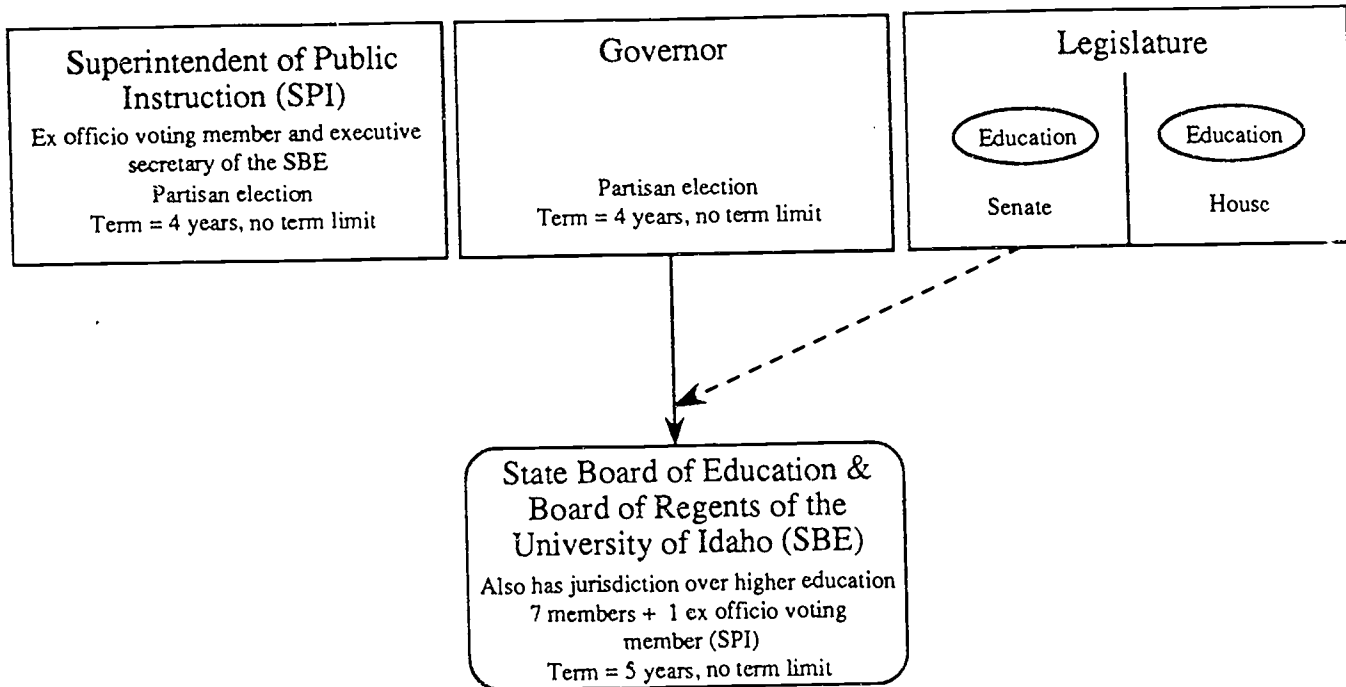 Superintendent of Public
Instruction (SPI)
Ex officio voting member and executive
secretary of the SBE
Partisan election
Term = 4 years, no term limit
Governor
Partisan election
Term = 4 years, no term limit
Legislature
Education
Senate
Education
House
State Board of Education &
Board of Regents of the
University of Idaho (SBE)
Also has jurisdiction over higher education
7 members + 1 ex officio voting
member (SPI)
Term = 5 years, no term limit